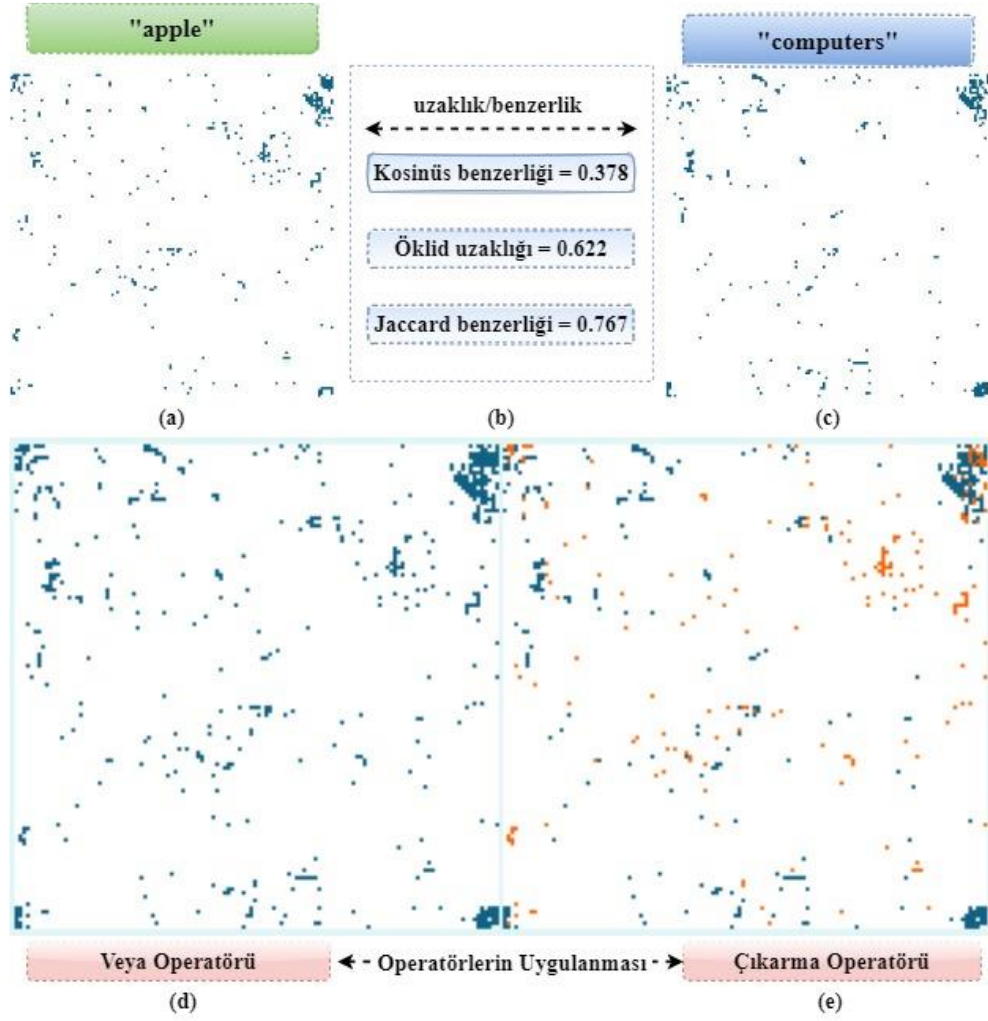 "apple"
"computers"
uzaklık/benzerlik
Kosinüs benzerliği = 0.378
Öklid uzaklığı = 0.622
Jaccard benzerliği = 0.767
(a)
(b)
(c)
Veya Operatörü
Operatörlerin Uygulanması
Çıkarma Operatörü
(d)
(e)